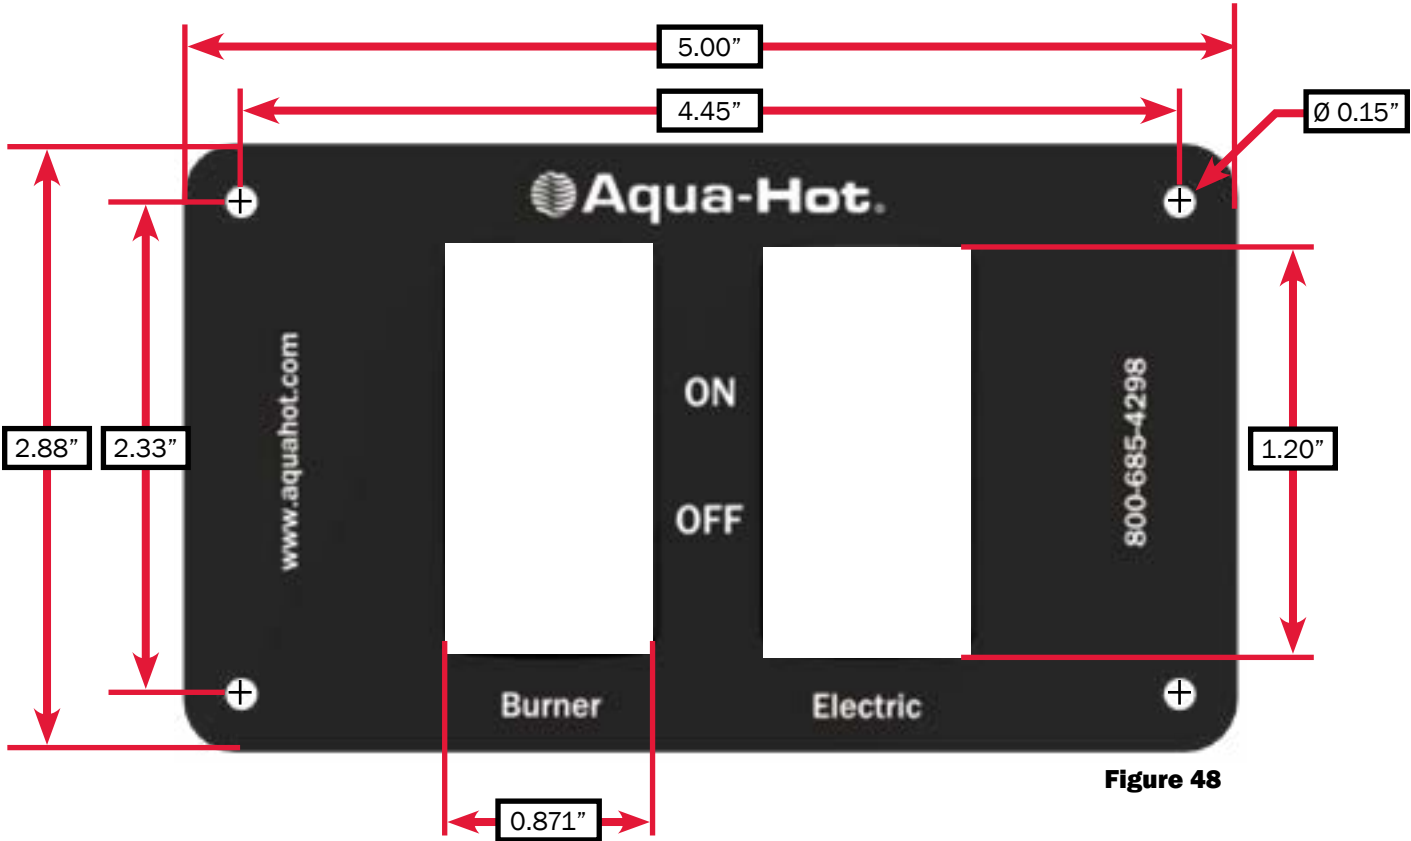 5.00”
4.45”
Ø 0.15”
Aqua-Hot®
www.aquahot.com
ON
800-685-4298
2.88”
2.33”
1.20”
OFF
Burner
Electric
Figure 48
0.871”